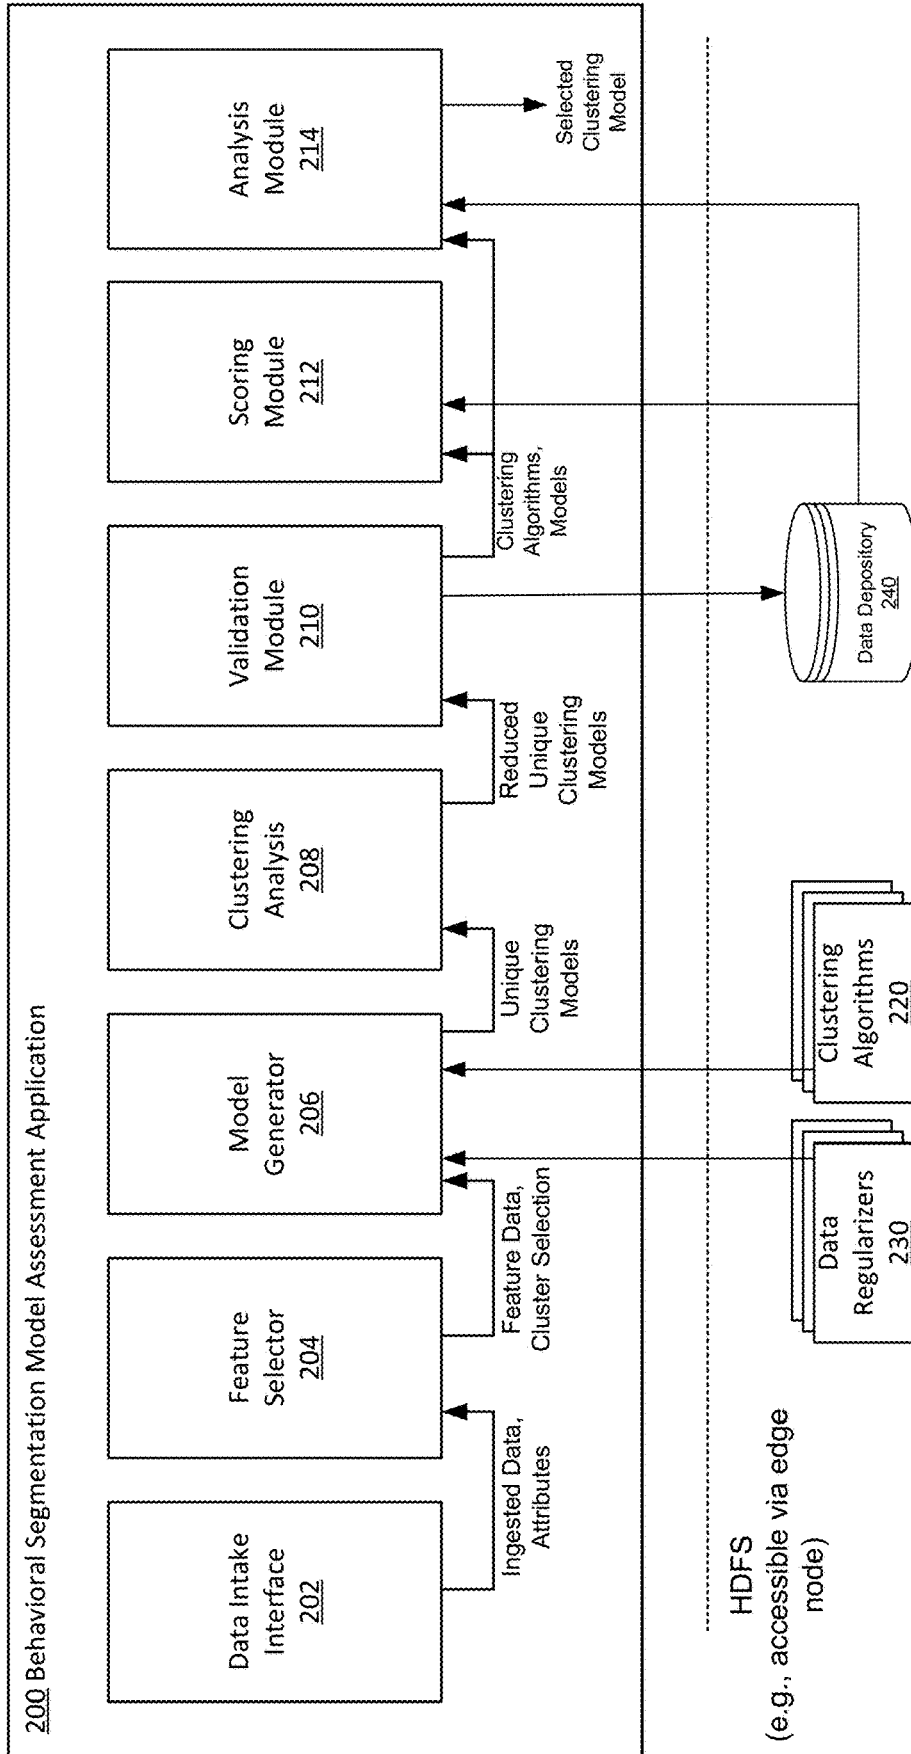 200 Behavioral Segmentation Model Assessment Application
Data Intake
Interface
202
Feature
Selector
204
Model
Generator
206
Clustering
Analysis
208
Validation
Module
210
Scoring
Module
212
Analysis
Module
214
Ingested Data,
Attributes
Feature Data,
Cluster Selection
Unique
Clustering
Models
Reduced
Unique
Clustering
Models
Clustering
Algorithms,
Models
Selected
Clustering
Model
HDFS
(e.g., accessible via edge
node)
Data
Regularizers
230
Clustering
Algorithms
220
Data Depository
240